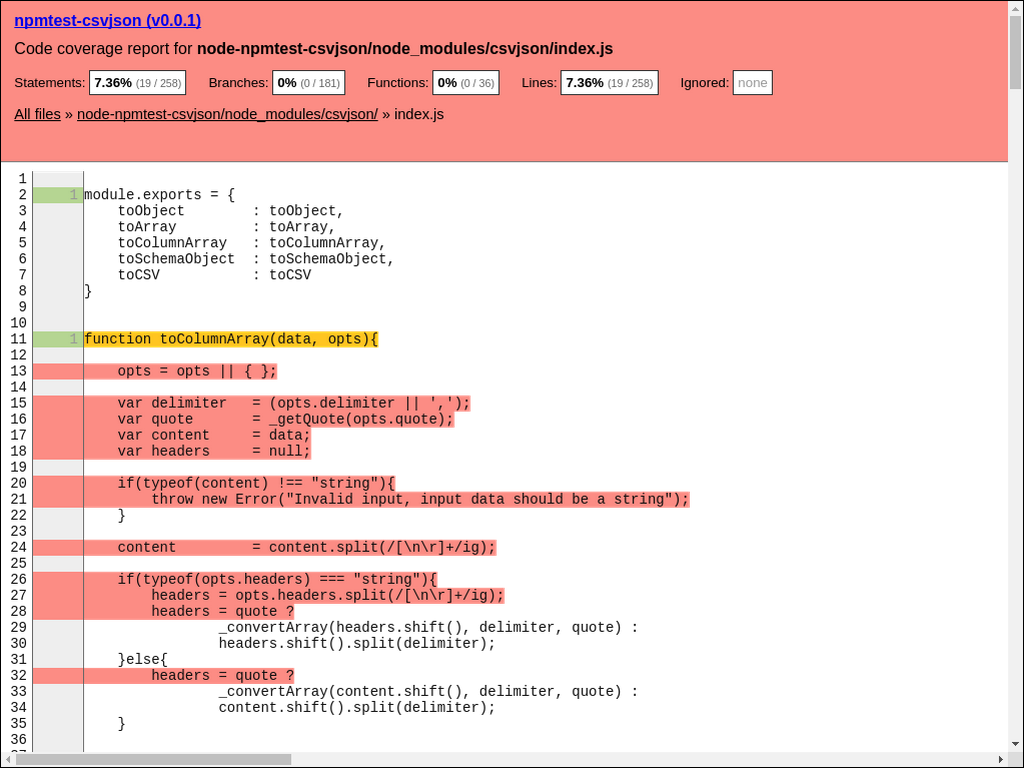 npmtest-csvjson (v0.0.1)
Code coverage report for node-npmtest-csvjson/node_modules/csvjson/index.js
Statements: 7.36% (19 / 258) Branches: 0% (0 / 181) Functions: 0% (0 / 36) Lines: 7.36% (19 / 258) Ignored: none
All files » node-npmtest-csvjson/node_modules/csvjson/ » index.js
1
2 1 module.exports = {
3 toObject : toObject,
4 toArray : toArray,
5 toColumnArray : toColumnArray,
6 toSchemaObject : toSchemaObject,
7 toCSV : toCSV
8 }
9
10
11 1 function toColumnArray(data, opts){
12
13 opts = opts || { };
14
15 var delimiter = (opts.delimiter || ',');
16 var quote = _getQuote(opts.quote);
17 var content = data;
18 var headers = null;
19
20 if(typeof(content) !== "string"){
21 throw new Error("Invalid input, input data should be a string");
22 }
23
24 content = content.split(/[\n\r]+/ig);
25
26 if(typeof(opts.headers) === "string"){
27 headers = opts.headers.split(/[\n\r]+/ig);
28 headers = quote ?
29 _convertArray(headers.shift(), delimiter, quote) :
30 headers.shift().split(delimiter);
31 }else{
32 headers = quote ?
33 _convertArray(content.shift(), delimiter, quote) :
34 content.shift().split(delimiter);
35 }
36